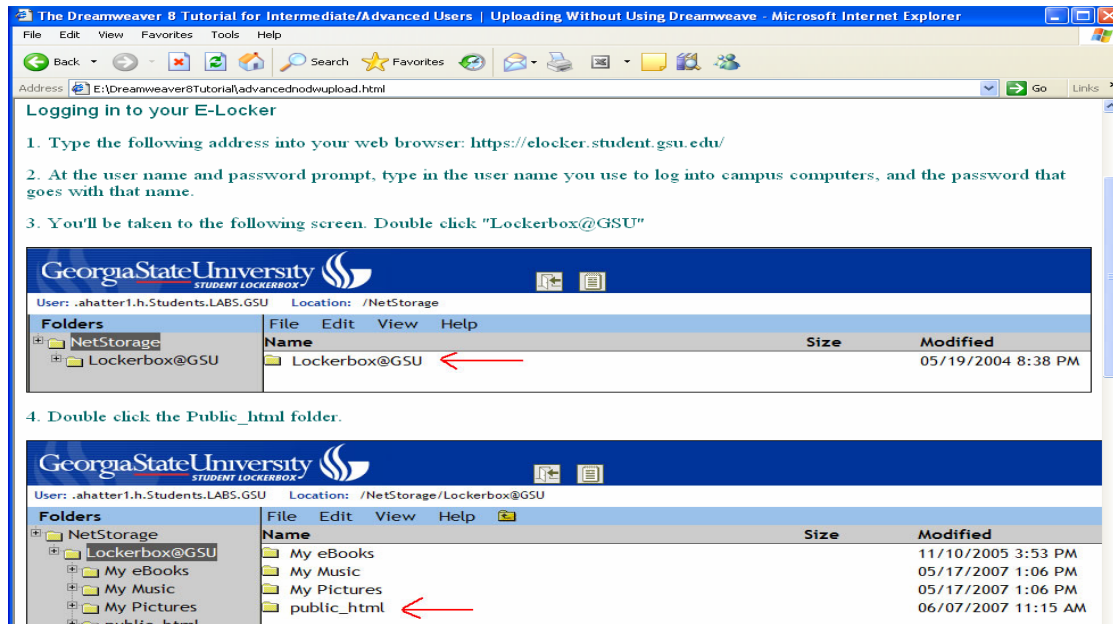 The Dreamweaver 8 Tutorial for Intermediate/Advanced Users | Uploading Without Using Dreamweave - Microsoft Internet Explorer
File Edit View Favorites Tools Help
Back Search Favorites
Address E:\Dreamweaver8Tutorial\advancednodwupload.html Go Links
Logging in to your E-Locker
1. Type the following address into your web browser: https://elocker.student.gsu.edu/
2. At the user name and password prompt, type in the user name you use to log into campus computers, and the password that
goes with that name.
3. You'll be taken to the following screen. Double click "Lockerbox@GSU"
GeorgiaStateUniversity
STUDENT LOCKERBOX
User: .ahatter1.h.Students.LABS.GSU Location: /NetStorage
Folders File Edit View Help
NetStorage Name Size Modified
Lockerbox@GSU Lockerbox@GSU 05/19/2004 8:38 PM
4. Double click the Public_html folder.
GeorgiaStateUniversity
STUDENT LOCKERBOX
User: .ahatter1.h.Students.LABS.GSU Location: /NetStorage/Lockerbox@GSU
Folders File Edit View Help
NetStorage Name Size Modified
Lockerbox@GSU My eBooks 11/10/2005 3:53 PM
My eBooks My Music 05/17/2007 1:06 PM
My Music My Pictures 05/17/2007 1:06 PM
My Pictures public_html 06/07/2007 11:15 AM
public_html